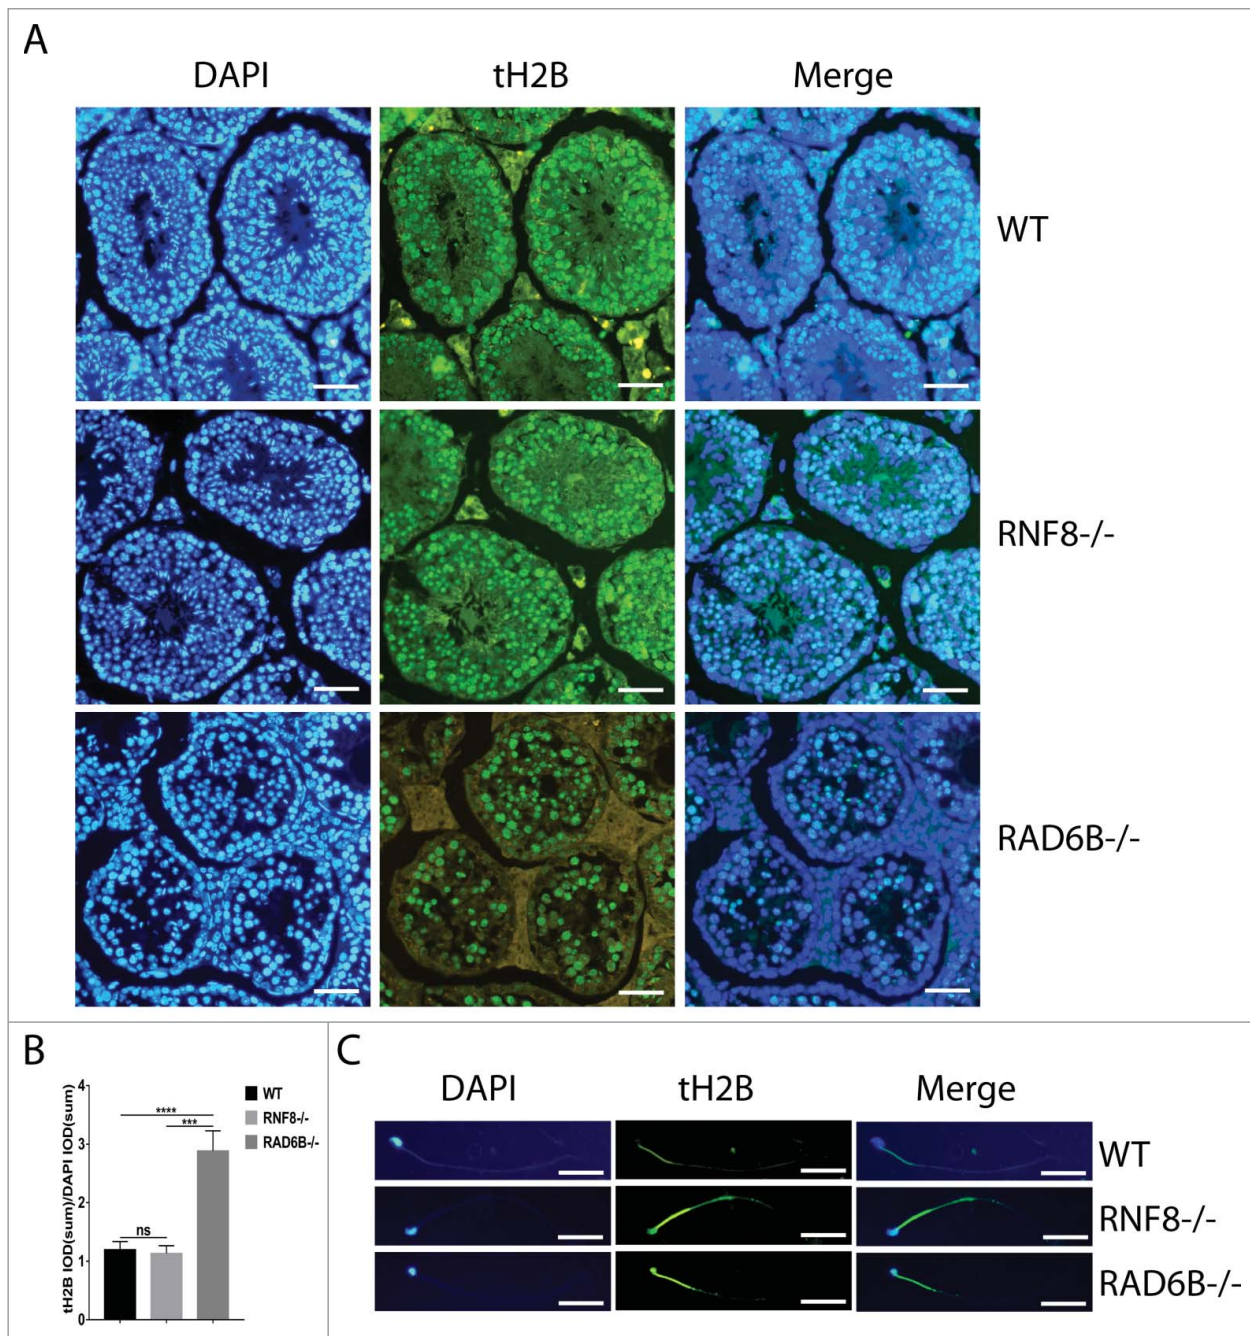 A
DAPI tH2B Merge
WT
RNF8-/-
RAD6B-/-
B
tH2B IOD(sum)/DAPI IOD(sum)
4
3
2
1
0
****
***
ns
WT
RNF8-/-
RAD6B-/-
C
DAPI tH2B Merge
WT
RNF8-/-
RAD6B-/-